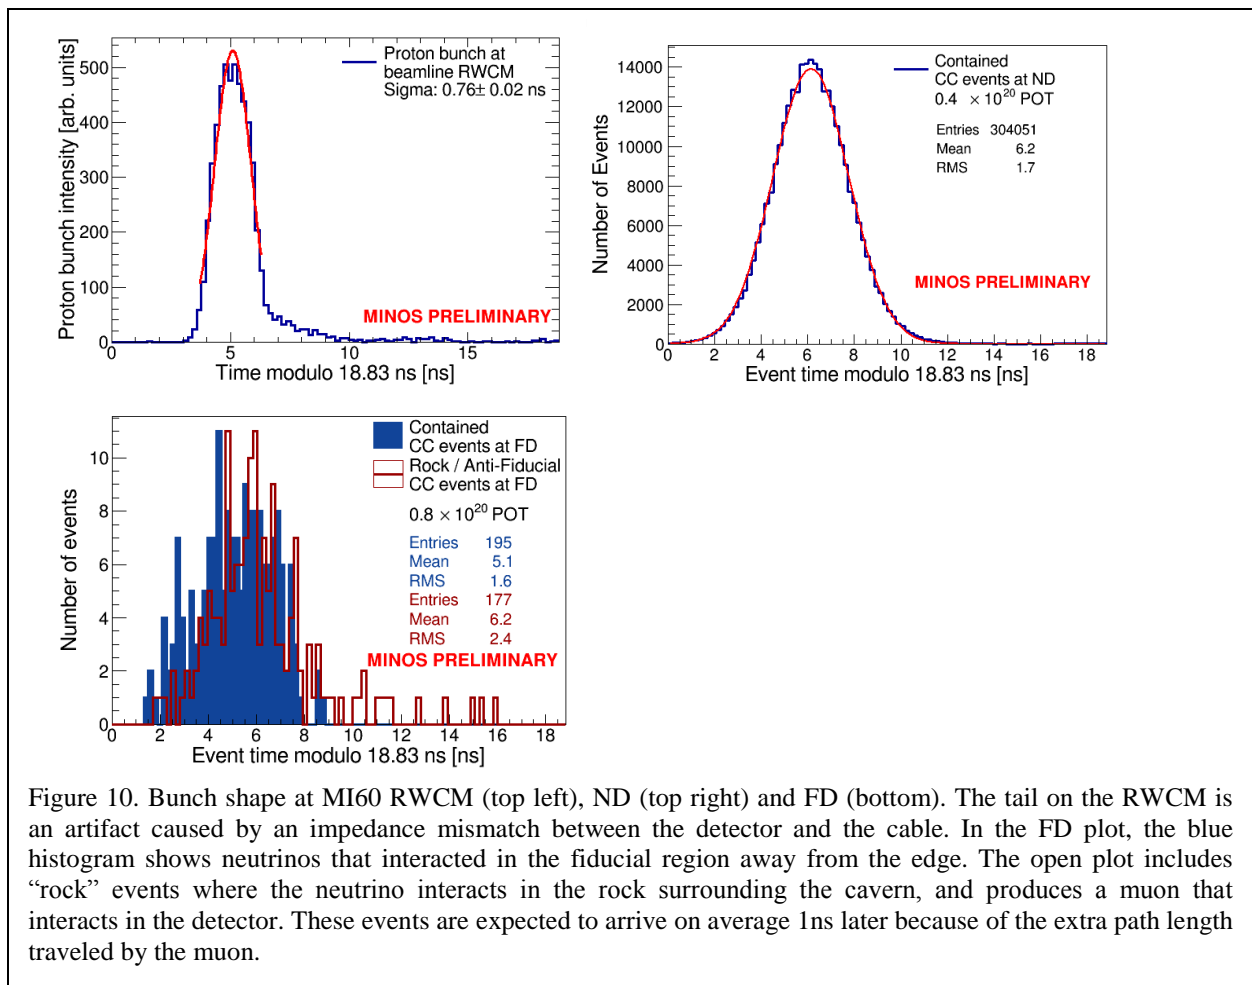 Proton bunch intensity [arb. units]
500
400
300
200
100
0
Proton bunch at
beamline RWCM
Sigma: 0.76± 0.02 ns
MINOS PRELIMINARY
0 5 10 15
Time modulo 18.83 ns [ns]
Number of Events
14000
12000
10000
8000
6000
4000
2000
0
Contained
CC events at ND
0.4 ×10²⁰ POT
Entries 304051
Mean 6.2
RMS 1.7
MINOS PRELIMINARY
0 2 4 6 8 10 12 14 16 18
Event time modulo 18.83 ns [ns]
Number of events
10
8
6
4
2
0
Contained
CC events at FD
Rock / Anti-Fiducial
CC events at FD
0.8 × 10²⁰ POT
Entries 195
Mean 5.1
RMS 1.6
Entries 177
Mean 6.2
RMS 2.4
MINOS PRELIMINARY
0 2 4 6 8 10 12 14 16 18
Event time modulo 18.83 ns [ns]
Figure 10. Bunch shape at MI60 RWCM (top left), ND (top right) and FD (bottom). The tail on the RWCM is
an artifact caused by an impedance mismatch between the detector and the cable. In the FD plot, the blue
histogram shows neutrinos that interacted in the fiducial region away from the edge. The open plot includes
“rock” events where the neutrino interacts in the rock surrounding the cavern, and produces a muon that
interacts in the detector. These events are expected to arrive on average 1ns later because of the extra path length
traveled by the muon.